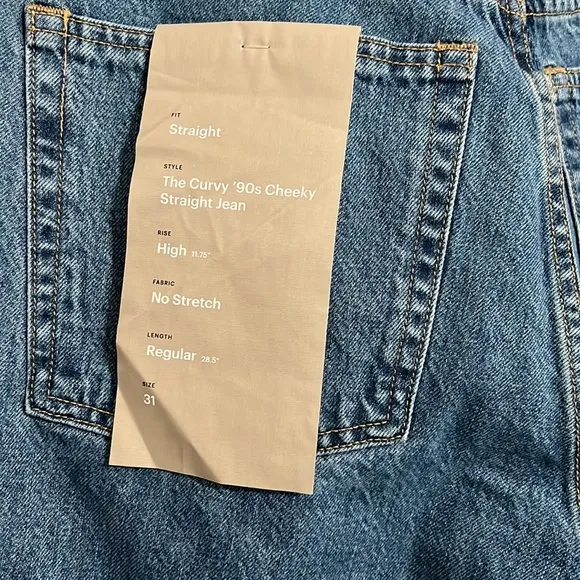 FIT
Straight
STYLE
The Curvy ’90s Cheeky
Straight Jean
RISE
High 11.75"
FABRIC
No Stretch
LENGTH
Regular 28.5"
SIZE
31